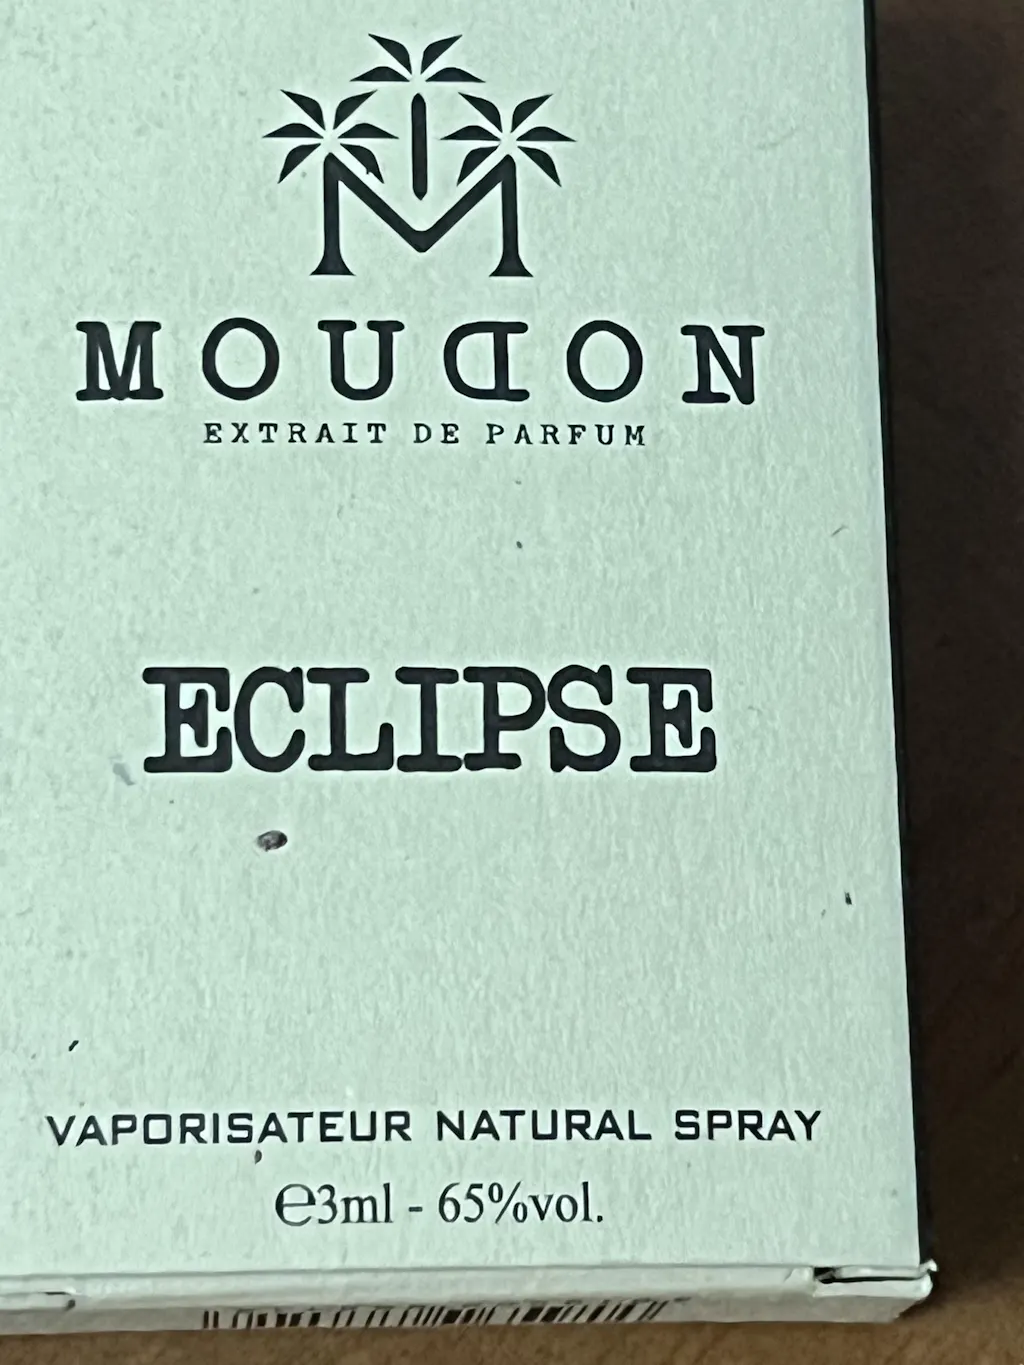 MOUDON
EXTRAIT DE PARFUM
ECLIPSE
VAPORISATEUR NATURAL SPRAY
℮3ml - 65%vol.